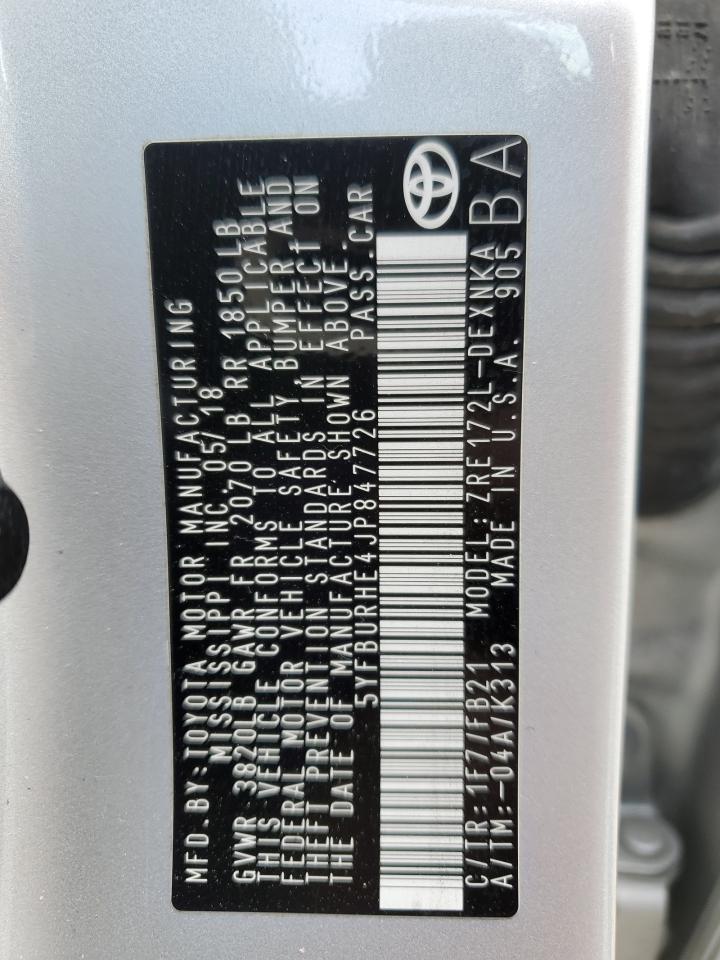 MFD.BY:TOYOTA MOTOR MANUFACTURING
MISSISSIPPI INC. 05/18
GVWR 3820LB GAWR FR 2070 LB RR 1850 LB
THIS VEHICLE CONFORMS TO ALL APPLICABLE
FEDERAL MOTOR VEHICLE SAFETY, BUMPER AND
THEFT PREVENTION STANDARDS IN EFFECT ON
THE DATE OF MANUFACTURE SHOWN ABOVE.
5YFBURHE4JP847726 PASS.CAR
C/TR:1F7/FB21 MODEL:ZRE172L-DEXNKA
A/TM:-04A/K313 MADE IN U.S.A. 905
BA